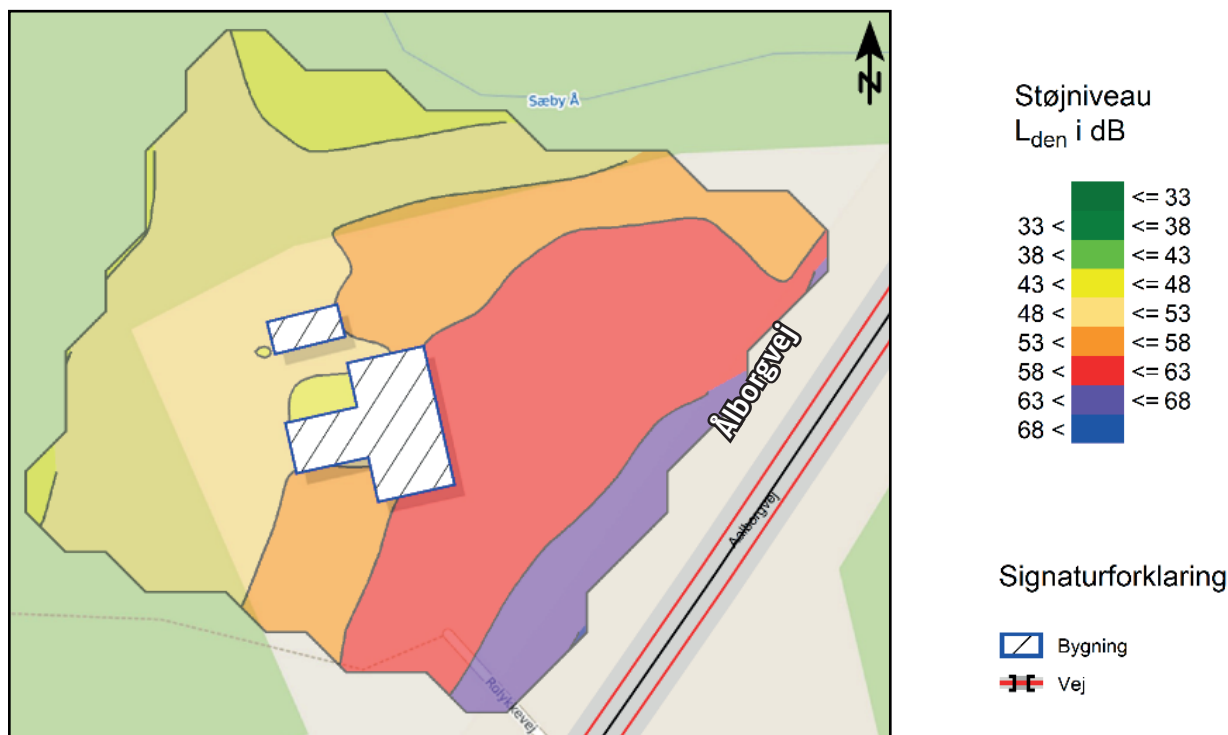 N
Sæby Å
Ålborgvej
Aalborgvej
Rolykkevej
Støjniveau
Lden i dB
<= 33
33 < <= 38
38 < <= 43
43 < <= 48
48 < <= 53
53 < <= 58
58 < <= 63
63 < <= 68
68 <
Signaturforklaring
Bygning
Vej